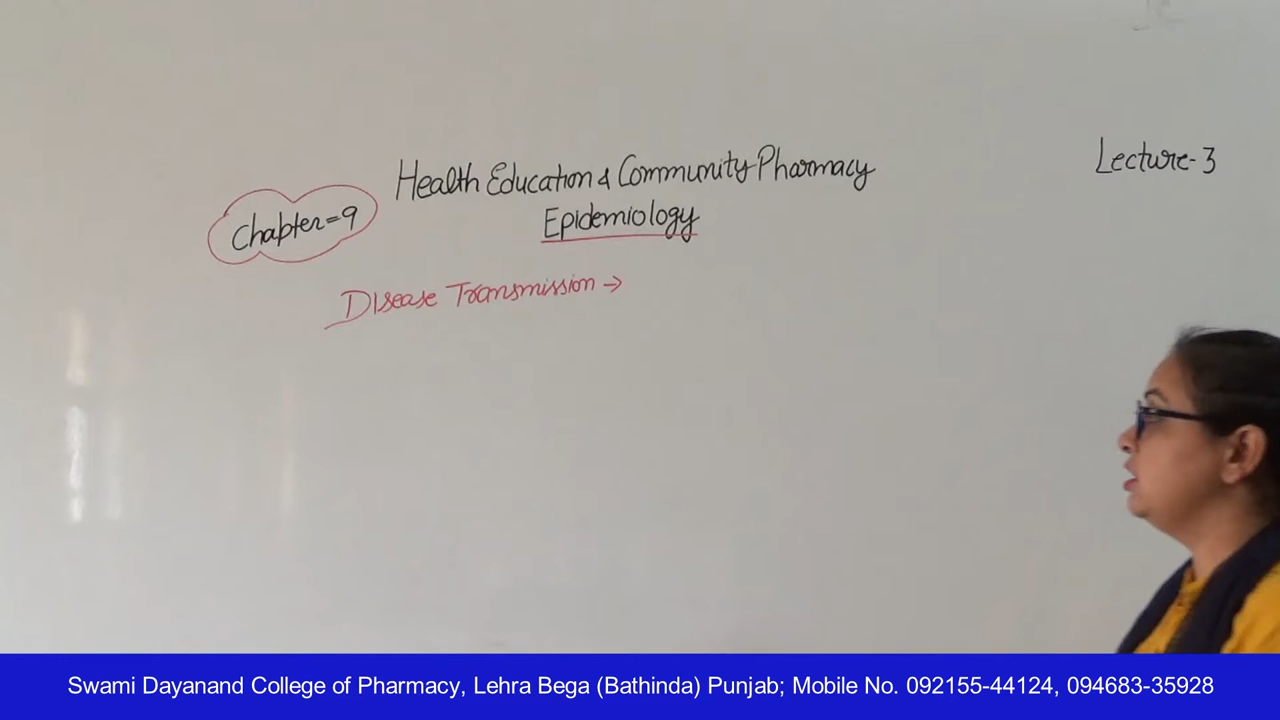 Health Education & Community Pharmacy
Lecture-3
Chapter=9
Epidemiology
Disease Transmission →
Swami Dayanand College of Pharmacy, Lehra Bega (Bathinda) Punjab; Mobile No. 092155-44124, 094683-35928